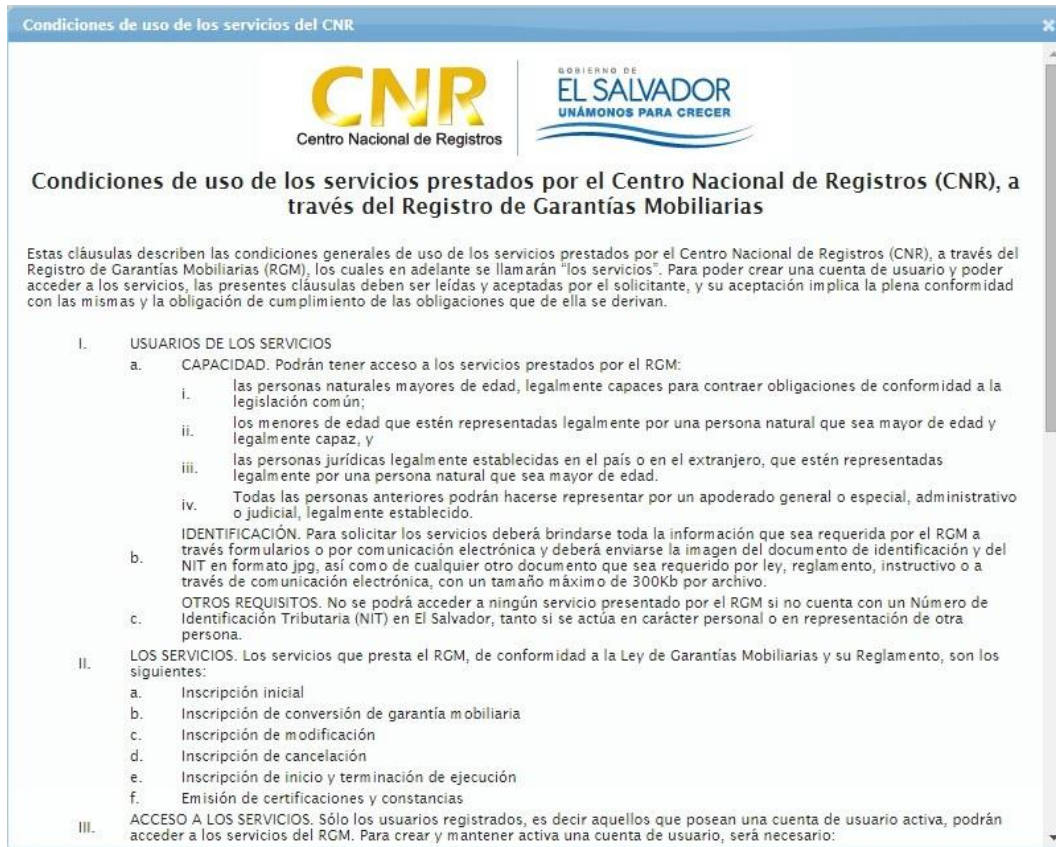 Condiciones de uso de los servicios del CNR
CNR
Centro Nacional de Registros
GOBIERNO DE
EL SALVADOR
UNÁMONOS PARA CRECER
Condiciones de uso de los servicios prestados por el Centro Nacional de Registros (CNR), a
través del Registro de Garantías Mobiliarias
Estas cláusulas describen las condiciones generales de uso de los servicios prestados por el Centro Nacional de Registros (CNR), a través del
Registro de Garantías Mobiliarias (RGM), los cuales en adelante se llamarán "los servicios". Para poder crear una cuenta de usuario y poder
acceder a los servicios, las presentes cláusulas deben ser leídas y aceptadas por el solicitante, y su aceptación implica la plena conformidad
con las mismas y la obligación de cumplimiento de las obligaciones que de ella se derivan.
I. USUARIOS DE LOS SERVICIOS
a. CAPACIDAD. Podrán tener acceso a los servicios prestados por el RGM:
i. las personas naturales mayores de edad, legalmente capaces para contraer obligaciones de conformidad a la
legislación común;
ii. los menores de edad que estén representadas legalmente por una persona natural que sea mayor de edad y
legalmente capaz, y
iii. las personas jurídicas legalmente establecidas en el país o en el extranjero, que estén representadas
legalmente por una persona natural que sea mayor de edad.
iv. Todas las personas anteriores podrán hacerse representar por un apoderado general o especial, administrativo
o judicial, legalmente establecido.
b. IDENTIFICACIÓN. Para solicitar los servicios deberá brindarse toda la información que sea requerida por el RGM a
través formularios o por comunicación electrónica y deberá enviarse la imagen del documento de identificación y del
NIT en formato jpg, así como de cualquier otro documento que sea requerido por ley, reglamento, instructivo o a
través de comunicación electrónica, con un tamaño máximo de 300Kb por archivo.
c. OTROS REQUISITOS. No se podrá acceder a ningún servicio presentado por el RGM si no cuenta con un Número de
Identificación Tributaria (NIT) en El Salvador, tanto si se actúa en carácter personal o en representación de otra
persona.
II. LOS SERVICIOS. Los servicios que presta el RGM, de conformidad a la Ley de Garantías Mobiliarias y su Reglamento, son los
siguientes:
a. Inscripción inicial
b. Inscripción de conversión de garantía mobiliaria
c. Inscripción de modificación
d. Inscripción de cancelación
e. Inscripción de inicio y terminación de ejecución
f. Emisión de certificaciones y constancias
III. ACCESO A LOS SERVICIOS. Sólo los usuarios registrados, es decir aquellos que posean una cuenta de usuario activa, podrán
acceder a los servicios del RGM. Para crear y mantener activa una cuenta de usuario, será necesario: